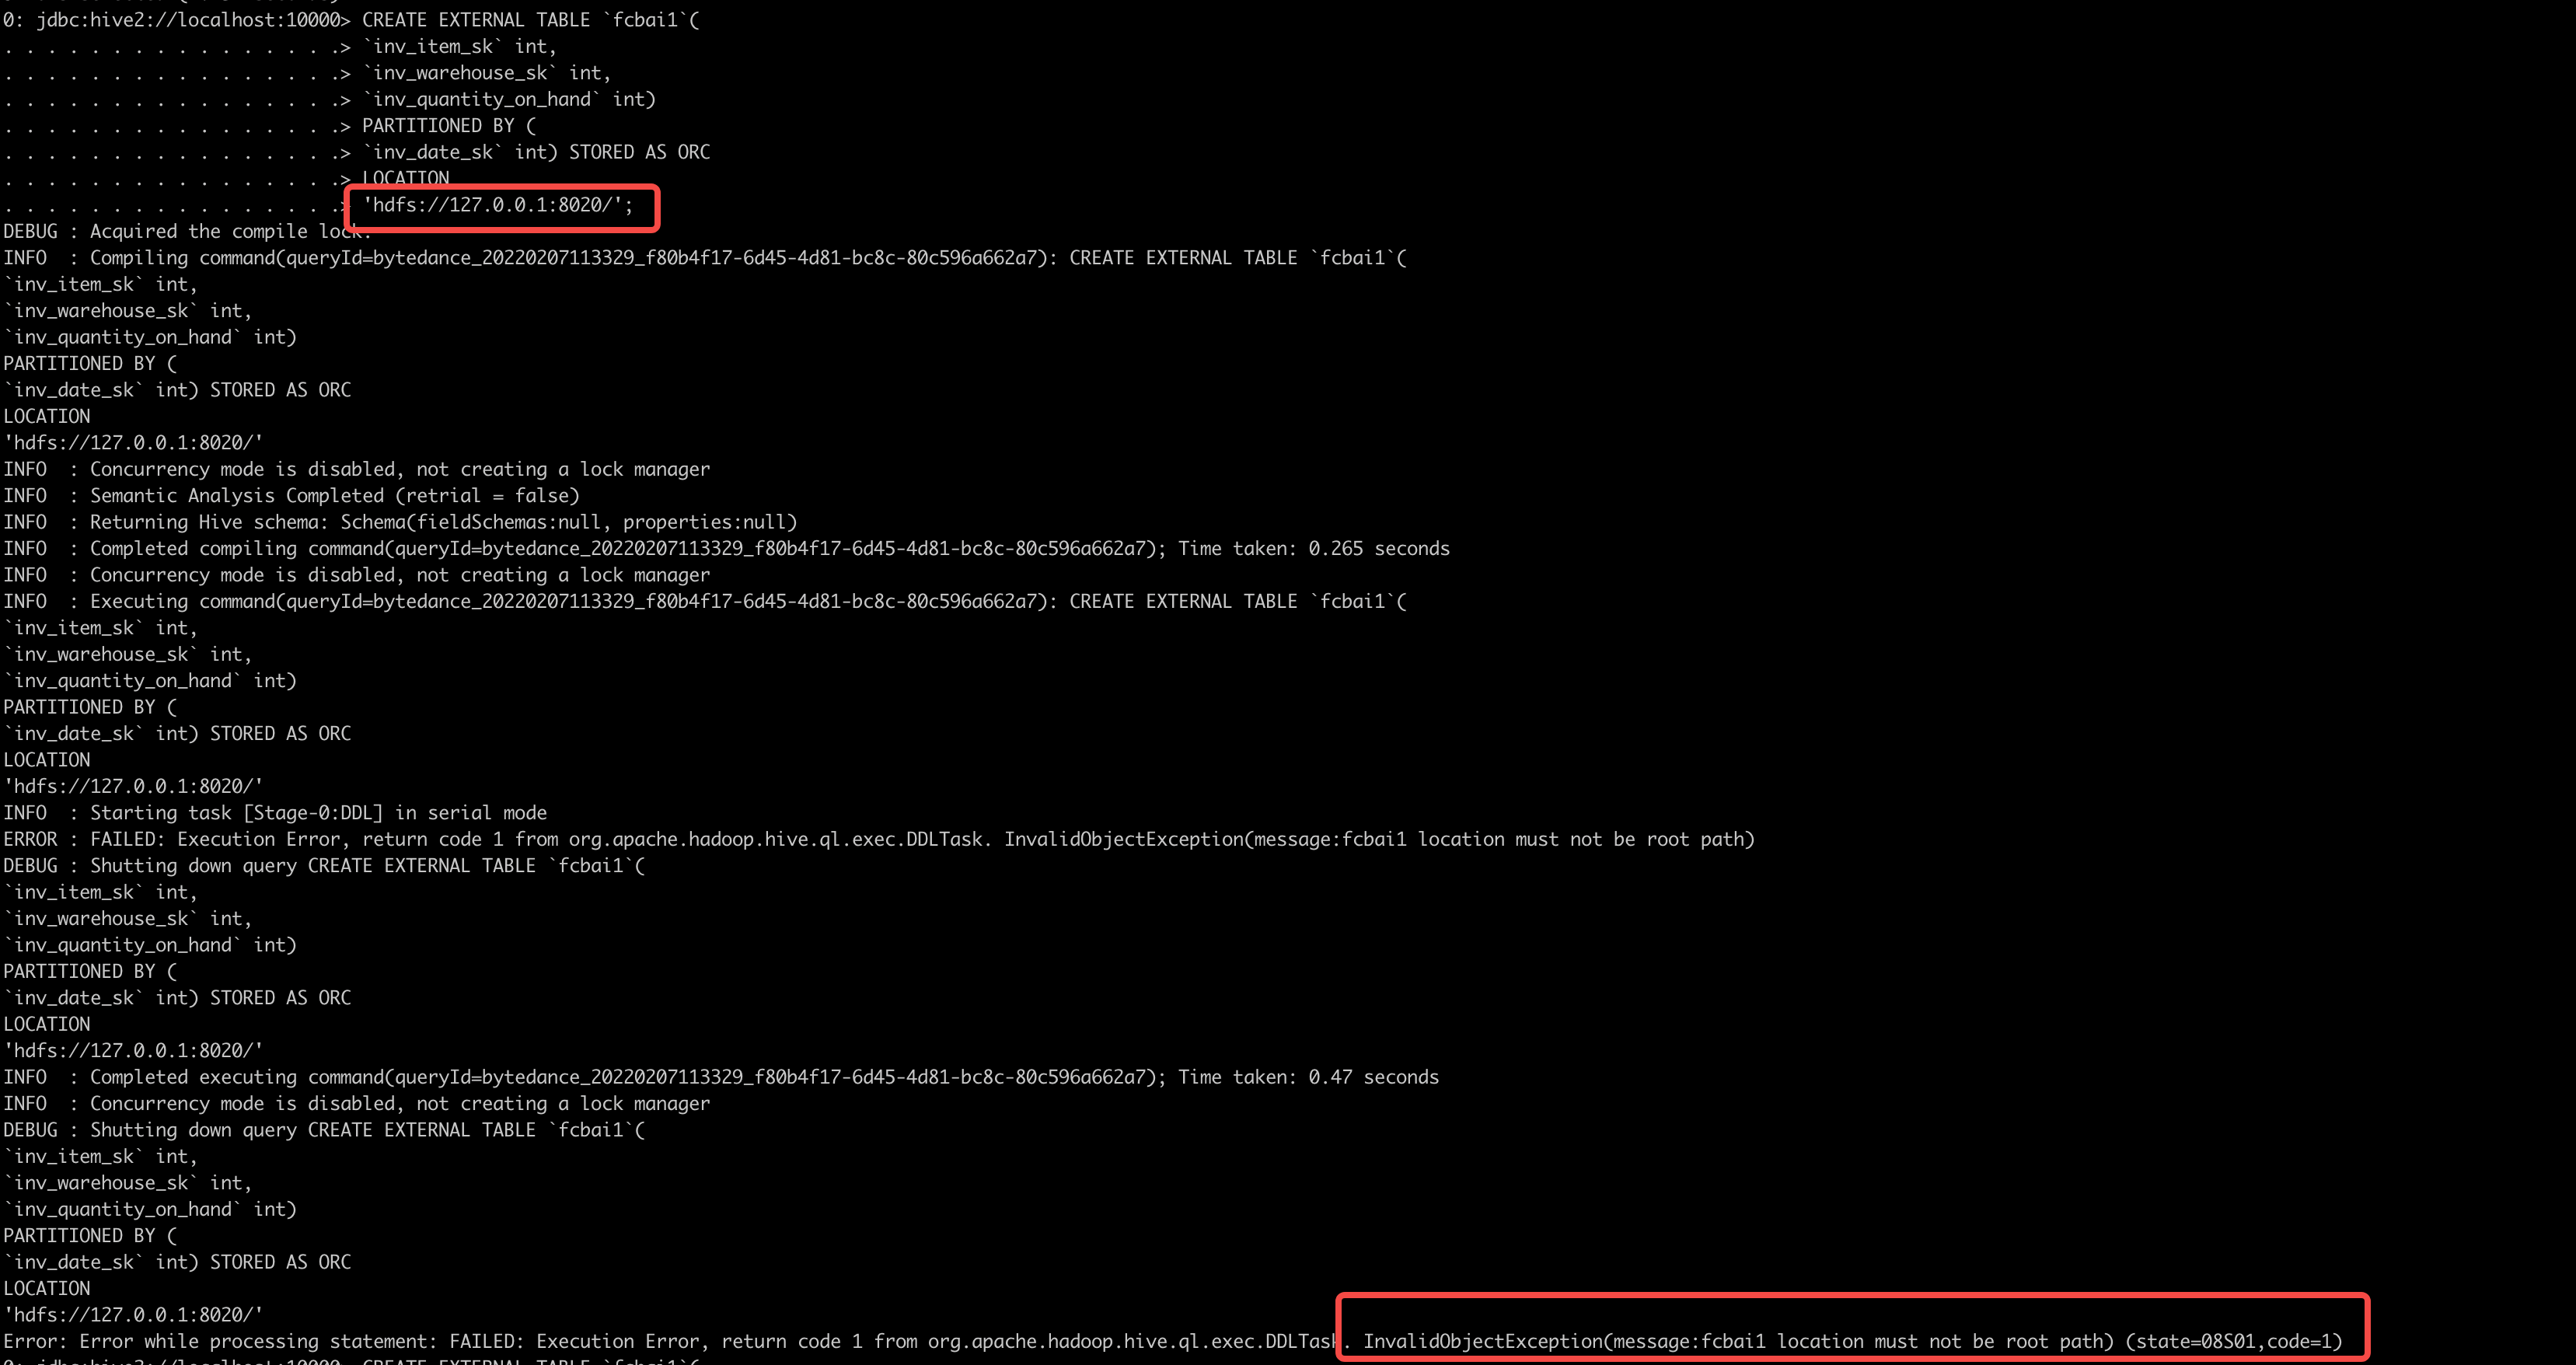 0: jdbc:hive2://localhost:10000> CREATE EXTERNAL TABLE `fcbai1`(
. . . . . . . . . . . . . . . .> `inv_item_sk` int,
. . . . . . . . . . . . . . . .> `inv_warehouse_sk` int,
. . . . . . . . . . . . . . . .> `inv_quantity_on_hand` int)
. . . . . . . . . . . . . . . .> PARTITIONED BY (
. . . . . . . . . . . . . . . .> `inv_date_sk` int) STORED AS ORC
. . . . . . . . . . . . . . . .> LOCATION
. . . . . . . . . . . . . . . .> 'hdfs://127.0.0.1:8020/';
DEBUG : Acquired the compile lock.
INFO  : Compiling command(queryId=bytedance_20220207113329_f80b4f17-6d45-4d81-bc8c-80c596a662a7): CREATE EXTERNAL TABLE `fcbai1`(
`inv_item_sk` int,
`inv_warehouse_sk` int,
`inv_quantity_on_hand` int)
PARTITIONED BY (
`inv_date_sk` int) STORED AS ORC
LOCATION
'hdfs://127.0.0.1:8020/'
INFO  : Concurrency mode is disabled, not creating a lock manager
INFO  : Semantic Analysis Completed (retrial = false)
INFO  : Returning Hive schema: Schema(fieldSchemas:null, properties:null)
INFO  : Completed compiling command(queryId=bytedance_20220207113329_f80b4f17-6d45-4d81-bc8c-80c596a662a7); Time taken: 0.265 seconds
INFO  : Concurrency mode is disabled, not creating a lock manager
INFO  : Executing command(queryId=bytedance_20220207113329_f80b4f17-6d45-4d81-bc8c-80c596a662a7): CREATE EXTERNAL TABLE `fcbai1`(
`inv_item_sk` int,
`inv_warehouse_sk` int,
`inv_quantity_on_hand` int)
PARTITIONED BY (
`inv_date_sk` int) STORED AS ORC
LOCATION
'hdfs://127.0.0.1:8020/'
INFO  : Starting task [Stage-0:DDL] in serial mode
ERROR : FAILED: Execution Error, return code 1 from org.apache.hadoop.hive.ql.exec.DDLTask. InvalidObjectException(message:fcbai1 location must not be root path)
DEBUG : Shutting down query CREATE EXTERNAL TABLE `fcbai1`(
`inv_item_sk` int,
`inv_warehouse_sk` int,
`inv_quantity_on_hand` int)
PARTITIONED BY (
`inv_date_sk` int) STORED AS ORC
LOCATION
'hdfs://127.0.0.1:8020/'
INFO  : Completed executing command(queryId=bytedance_20220207113329_f80b4f17-6d45-4d81-bc8c-80c596a662a7); Time taken: 0.47 seconds
INFO  : Concurrency mode is disabled, not creating a lock manager
DEBUG : Shutting down query CREATE EXTERNAL TABLE `fcbai1`(
`inv_item_sk` int,
`inv_warehouse_sk` int,
`inv_quantity_on_hand` int)
PARTITIONED BY (
`inv_date_sk` int) STORED AS ORC
LOCATION
'hdfs://127.0.0.1:8020/'
Error: Error while processing statement: FAILED: Execution Error, return code 1 from org.apache.hadoop.hive.ql.exec.DDLTask. InvalidObjectException(message:fcbai1 location must not be root path) (state=08S01,code=1)
0: jdbc:hive2://localhost:10000> CREATE EXTERNAL TABLE `fcbai1`(